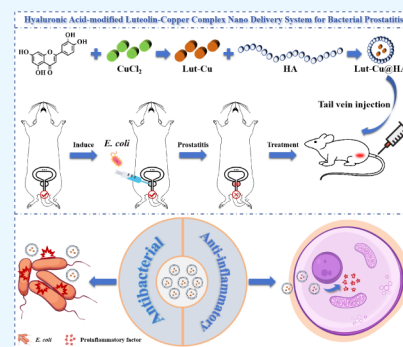 Hyaluronic Acid-modified Luteolin-Copper Complex Nano Delivery System for Bacterial Prostatitis
OH
OH
HO
OH O
CuCl2
Lut-Cu
HA
Lut-Cu@HA
Tail vein injection
Induce
E. coli
Prostatitis
Treatment
Antibacterial
Anti-inflammatory
E. coli
Proinflammatory factor